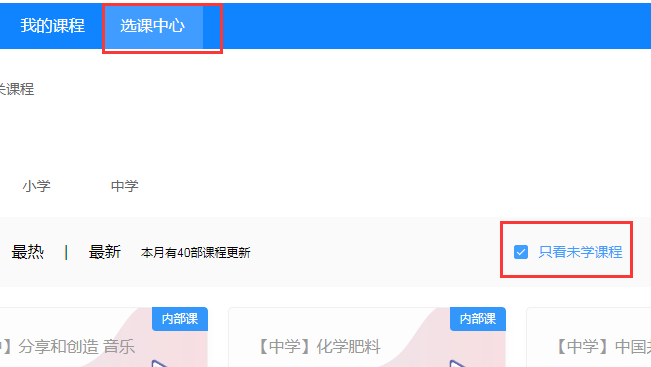 我的课程 选课中心
课程
小学 中学
最热 | 最新 本月有40部课程更新 只看未学课程
内部课 内部课
】分享和创造 音乐 【中学】化学肥料 【中学】中国